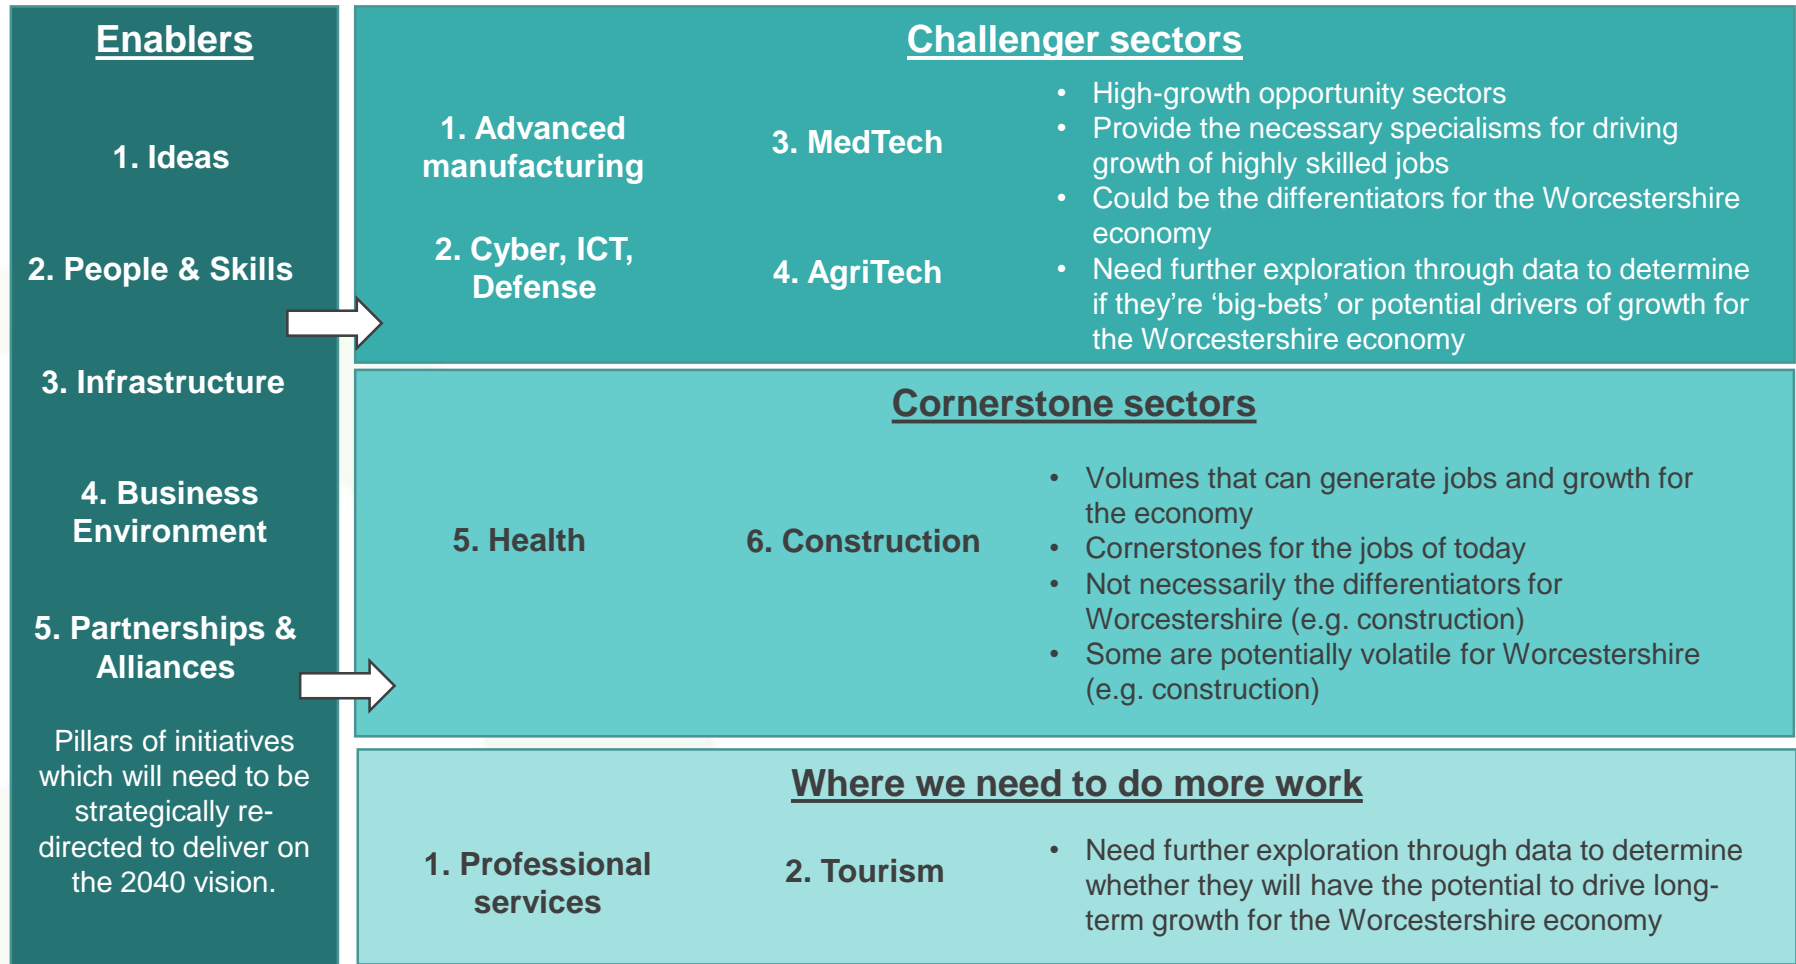 Enablers
1. Ideas
2. People & Skills
3. Infrastructure
4. Business
Environment
5. Partnerships &
Alliances
Pillars of initiatives
which will need to be
strategically re-
directed to deliver on
the 2040 vision.
Challenger sectors
1. Advanced
manufacturing
3. MedTech
2. Cyber, ICT,
Defense
4. AgriTech
• High-growth opportunity sectors
• Provide the necessary specialisms for driving
growth of highly skilled jobs
• Could be the differentiators for the Worcestershire
economy
• Need further exploration through data to determine
if they’re ‘big-bets’ or potential drivers of growth for
the Worcestershire economy
Cornerstone sectors
5. Health
6. Construction
• Volumes that can generate jobs and growth for
the economy
• Cornerstones for the jobs of today
• Not necessarily the differentiators for
Worcestershire (e.g. construction)
• Some are potentially volatile for Worcestershire
(e.g. construction)
Where we need to do more work
1. Professional
services
2. Tourism
• Need further exploration through data to determine
whether they will have the potential to drive long-
term growth for the Worcestershire economy